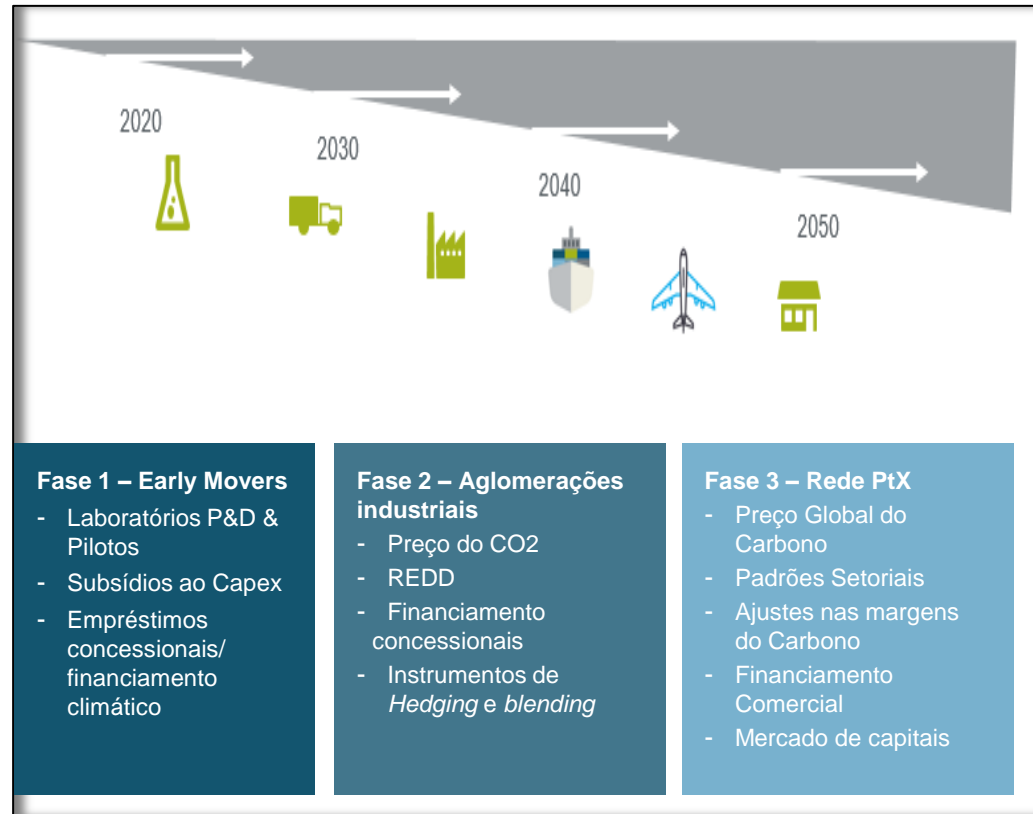 2020
2030
2040
2050
Fase 1 – Early Movers
- Laboratórios P&D &
Pilotos
- Subsídios ao Capex
- Empréstimos
concessionais/
financiamento
climático
Fase 2 – Aglomerações
industriais
- Preço do CO2
- REDD
- Financiamento
concessionais
- Instrumentos de
Hedging e blending
Fase 3 – Rede PtX
- Preço Global do
Carbono
- Padrões Setoriais
- Ajustes nas margens
do Carbono
- Financiamento
Comercial
- Mercado de capitais